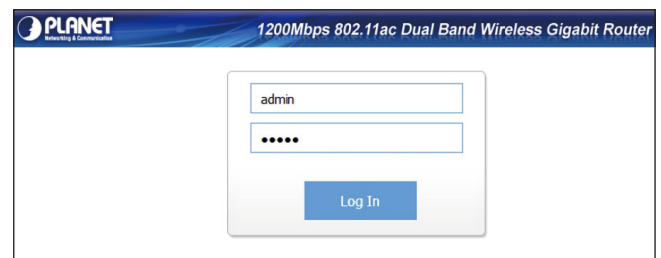 PLANET
Networking & Communication
1200Mbps 802.11ac Dual Band Wireless Gigabit Router
admin
•••••
Log In